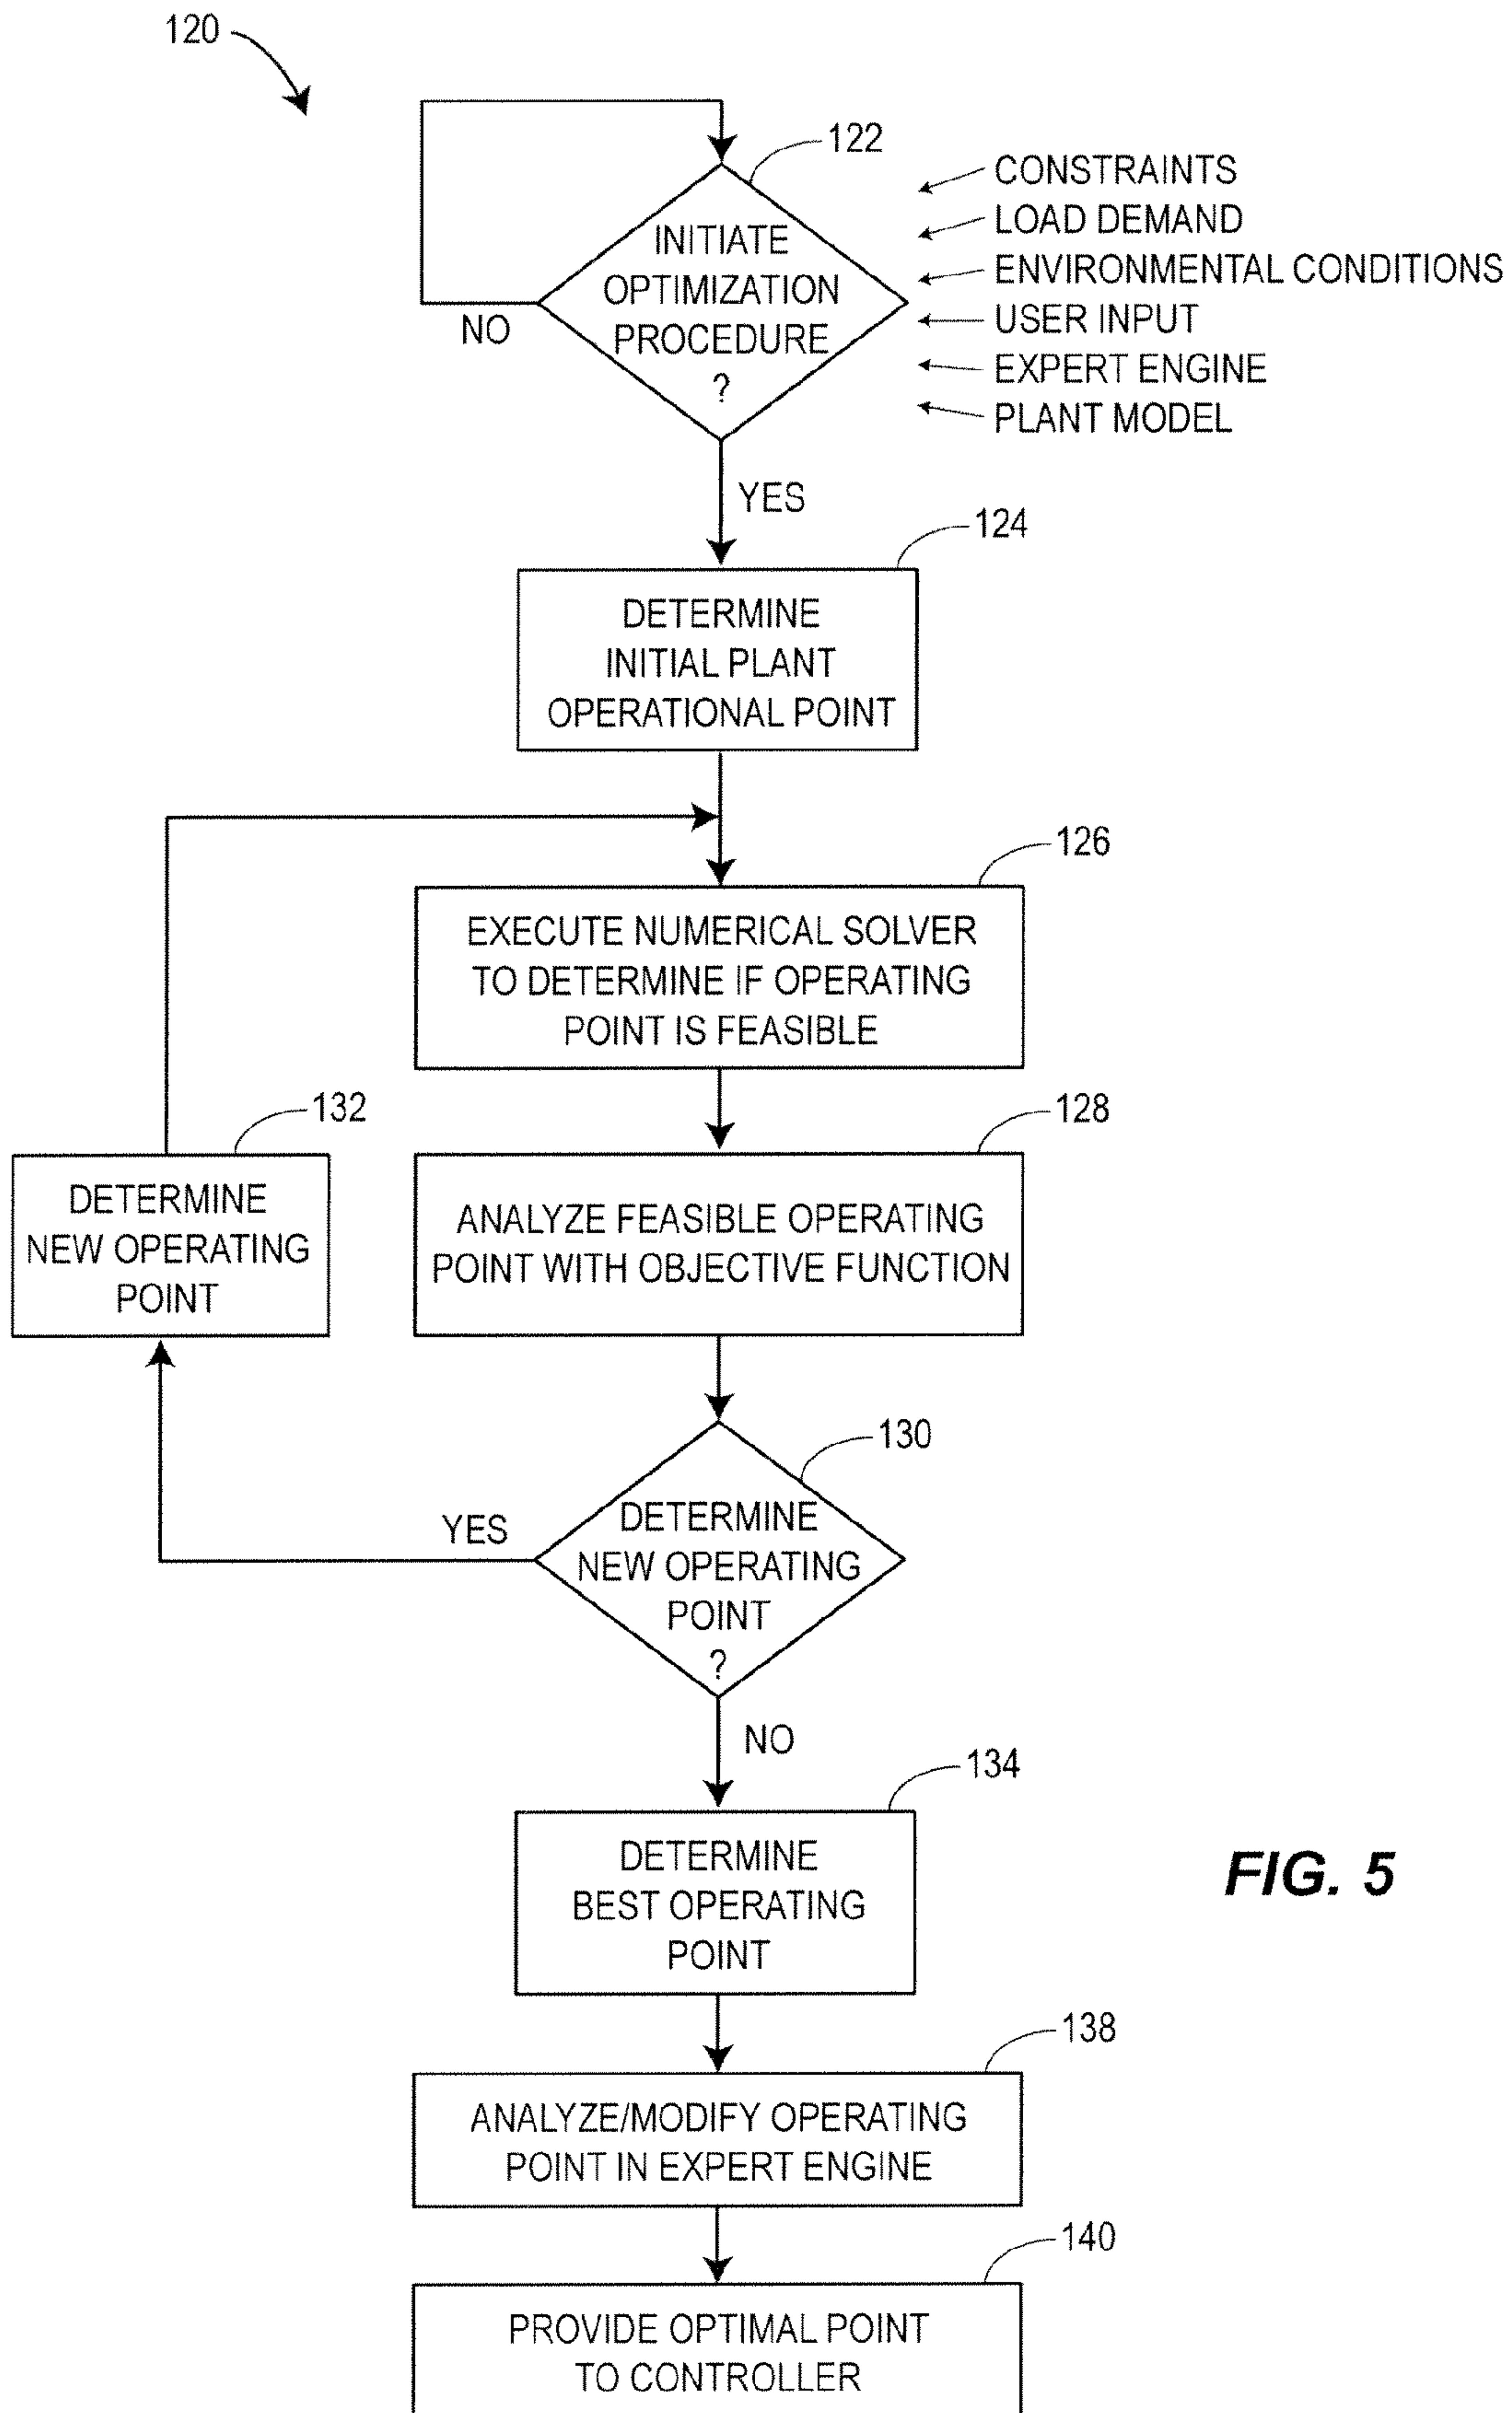 120
122
INITIATE
OPTIMIZATION
PROCEDURE
?
NO
CONSTRAINTS
LOAD DEMAND
ENVIRONMENTAL CONDITIONS
USER INPUT
EXPERT ENGINE
PLANT MODEL
YES
124
DETERMINE
INITIAL PLANT
OPERATIONAL POINT
126
EXECUTE NUMERICAL SOLVER
TO DETERMINE IF OPERATING
POINT IS FEASIBLE
132
DETERMINE
NEW OPERATING
POINT
128
ANALYZE FEASIBLE OPERATING
POINT WITH OBJECTIVE FUNCTION
130
DETERMINE
NEW OPERATING
POINT
?
YES
NO
134
DETERMINE
BEST OPERATING
POINT
FIG. 5
138
ANALYZE/MODIFY OPERATING
POINT IN EXPERT ENGINE
140
PROVIDE OPTIMAL POINT
TO CONTROLLER